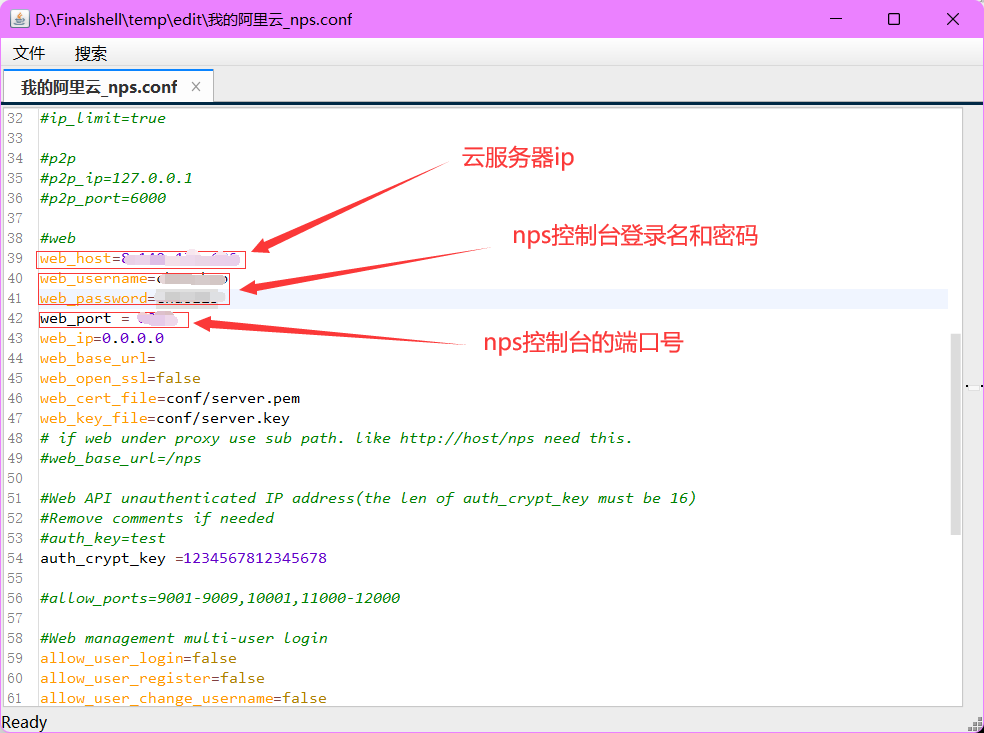 D:\Finalshell\temp\edit\我的阿里云_nps.conf
文件 搜索
我的阿里云_nps.conf
32 #ip_limit=true
33
34 #p2p
35 #p2p_ip=127.0.0.1
36 #p2p_port=6000
37
38 #web
39 web_host=
40 web_username=
41 web_password=
42 web_port =
43 web_ip=0.0.0.0
44 web_base_url=
45 web_open_ssl=false
46 web_cert_file=conf/server.pem
47 web_key_file=conf/server.key
48 # if web under proxy use sub path. like http://host/nps need this.
49 #web_base_url=/nps
50
51 #Web API unauthenticated IP address(the len of auth_crypt_key must be 16)
52 #Remove comments if needed
53 #auth_key=test
54 auth_crypt_key =1234567812345678
55
56 #allow_ports=9001-9009,10001,11000-12000
57
58 #Web management multi-user login
59 allow_user_login=false
60 allow_user_register=false
61 allow_user_change_username=false
云服务器ip
nps控制台登录名和密码
nps控制台的端口号
Ready